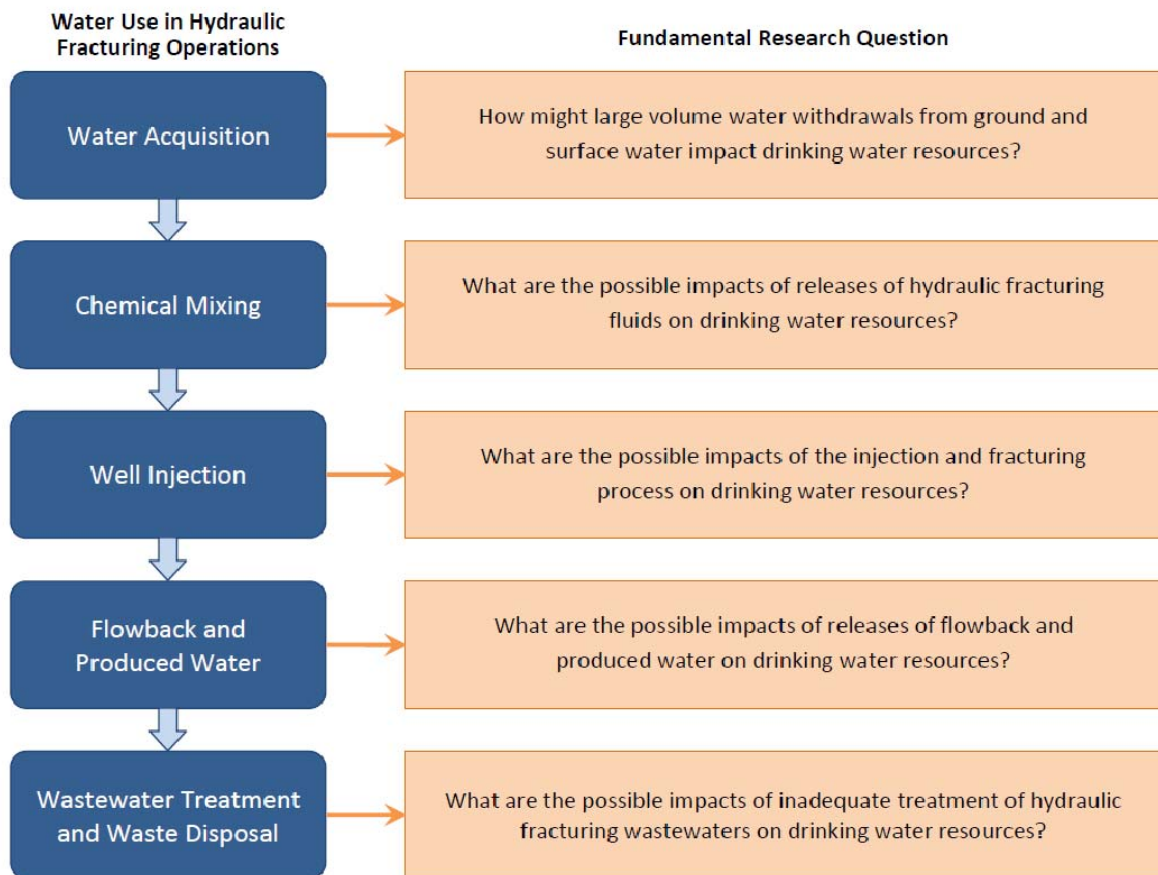 Water Use in Hydraulic
Fracturing Operations
Fundamental Research Question
Water Acquisition
How might large volume water withdrawals from ground and
surface water impact drinking water resources?
Chemical Mixing
What are the possible impacts of releases of hydraulic fracturing
fluids on drinking water resources?
Well Injection
What are the possible impacts of the injection and fracturing
process on drinking water resources?
Flowback and
Produced Water
What are the possible impacts of releases of flowback and
produced water on drinking water resources?
Wastewater Treatment
and Waste Disposal
What are the possible impacts of inadequate treatment of hydraulic
fracturing wastewaters on drinking water resources?